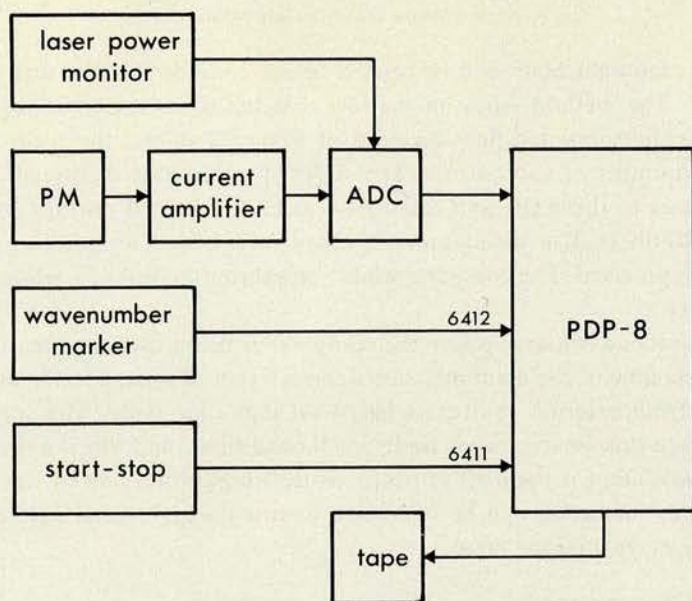 laser power
monitor
PM
current
amplifier
ADC
wavenumber
marker
6412
PDP-8
start-stop
6411
tape